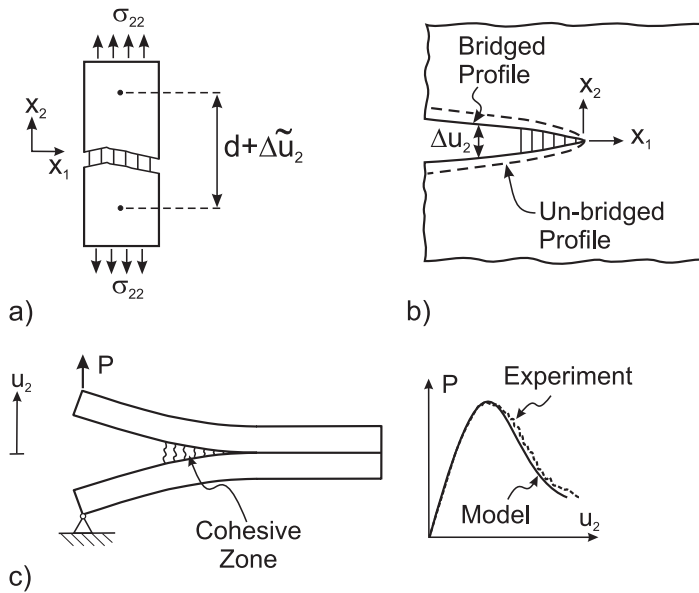 σ22
x2
x1
d+Δũ2
σ22
a)
Bridged
Profile
x2
x1
Δu2
Un-bridged
Profile
b)
P
u2
Cohesive
Zone
c)
P
Experiment
Model
u2